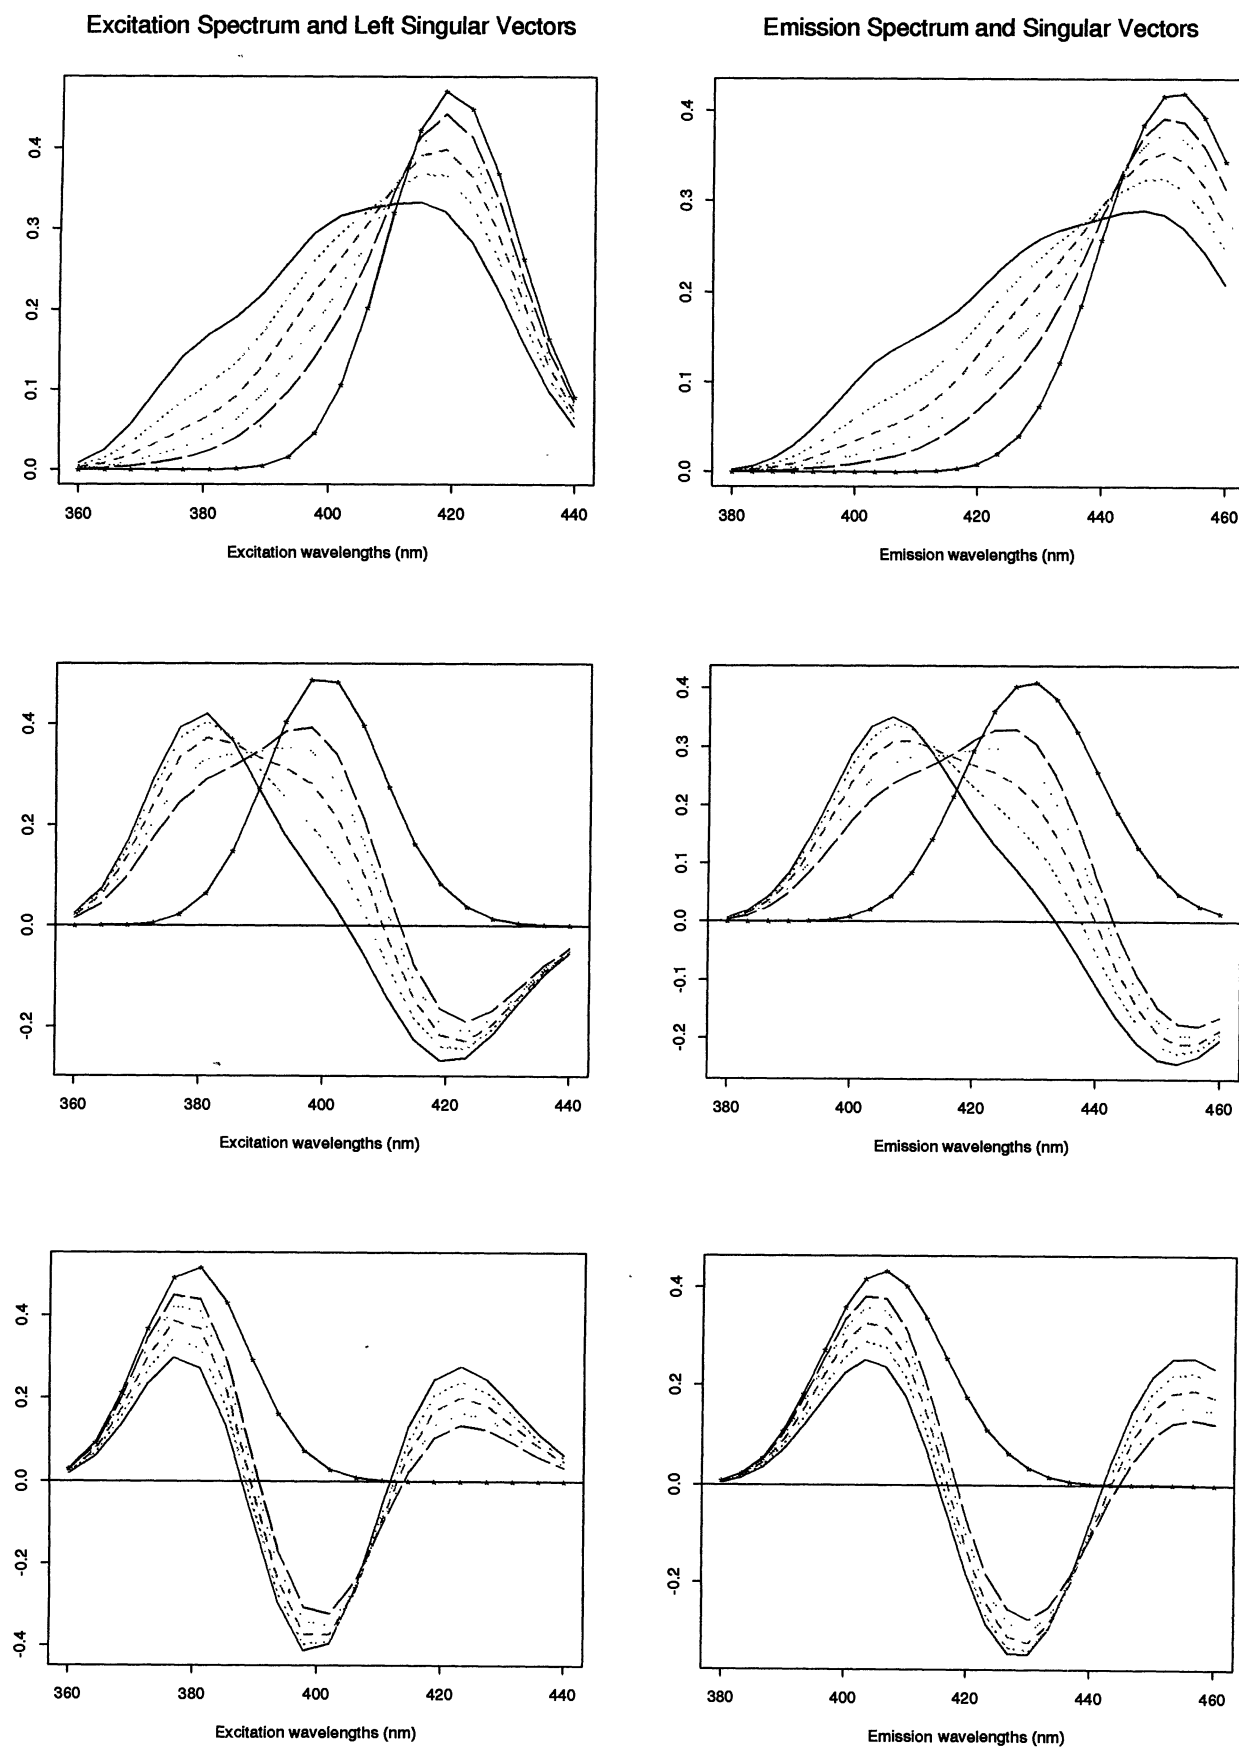 Excitation Spectrum and Left Singular Vectors
Emission Spectrum and Singular Vectors
0.4
0.3
0.2
0.1
0.0
360 380 400 420 440
Excitation wavelengths (nm)
0.4
0.3
0.2
0.1
0.0
380 400 420 440 460
Emission wavelengths (nm)
0.4
0.2
0.0
-0.2
360 380 400 420 440
Excitation wavelengths (nm)
0.4
0.3
0.2
0.1
0.0
-0.1
-0.2
380 400 420 440 460
Emission wavelengths (nm)
0.4
0.2
0.0
-0.2
-0.4
360 380 400 420 440
Excitation wavelengths (nm)
0.4
0.2
0.0
-0.2
380 400 420 440 460
Emission wavelengths (nm)